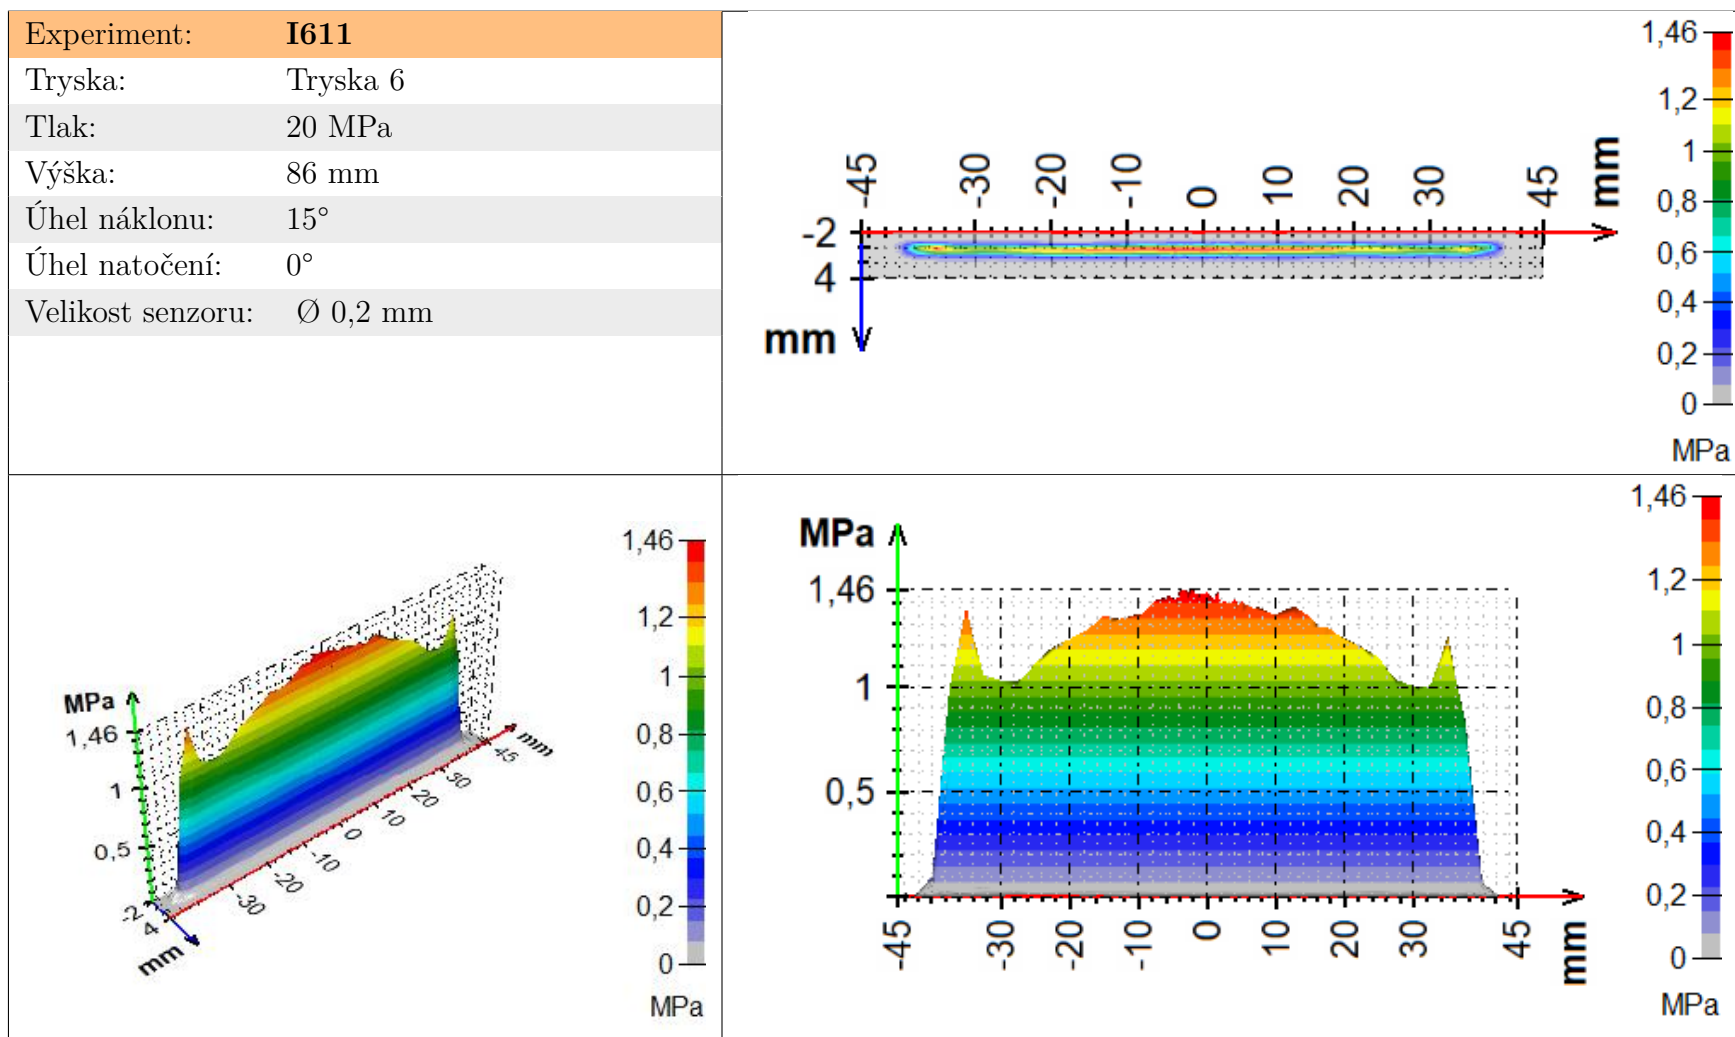 Experiment: I611
Tryska: Tryska 6
Tlak: 20 MPa
Výška: 86 mm
Úhel náklonu: 15°
Úhel natočení: 0°
Velikost senzoru: Ø 0,2 mm
-45 -30 -20 -10 0 10 20 30 45 mm
-2
4
mm
1,46
1,2
1
0,8
0,6
0,4
0,2
0
MPa
MPa
1,46
1
0,5
-2
4
mm
-30 -20 -10 0 10 20 30 45 mm
1,46
1,2
1
0,8
0,6
0,4
0,2
0
MPa
MPa
1,46
1
0,5
-45 -30 -20 -10 0 10 20 30 45 mm
1,46
1,2
1
0,8
0,6
0,4
0,2
0
MPa